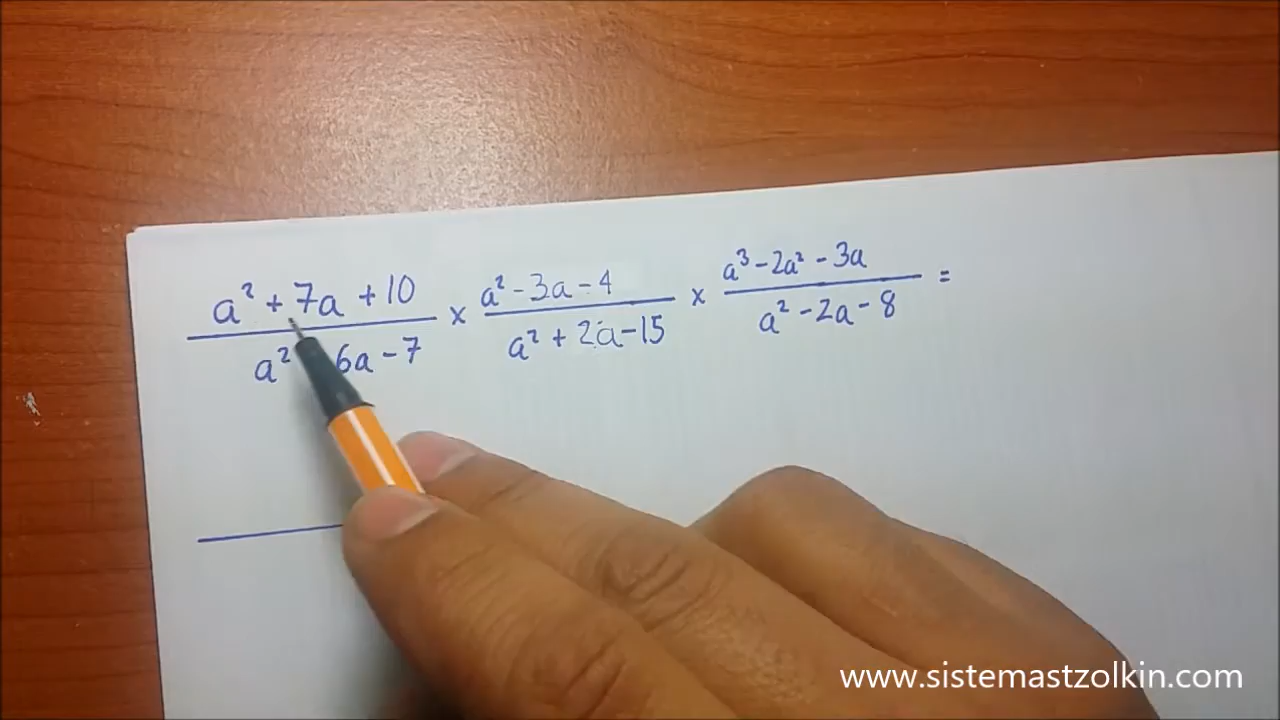 a² + 7a + 10 / a² 6a - 7 × a² - 3a - 4 / a² + 2a - 15 × a³ - 2a² - 3a / a² - 2a - 8 =
www.sistemastzolkin.com